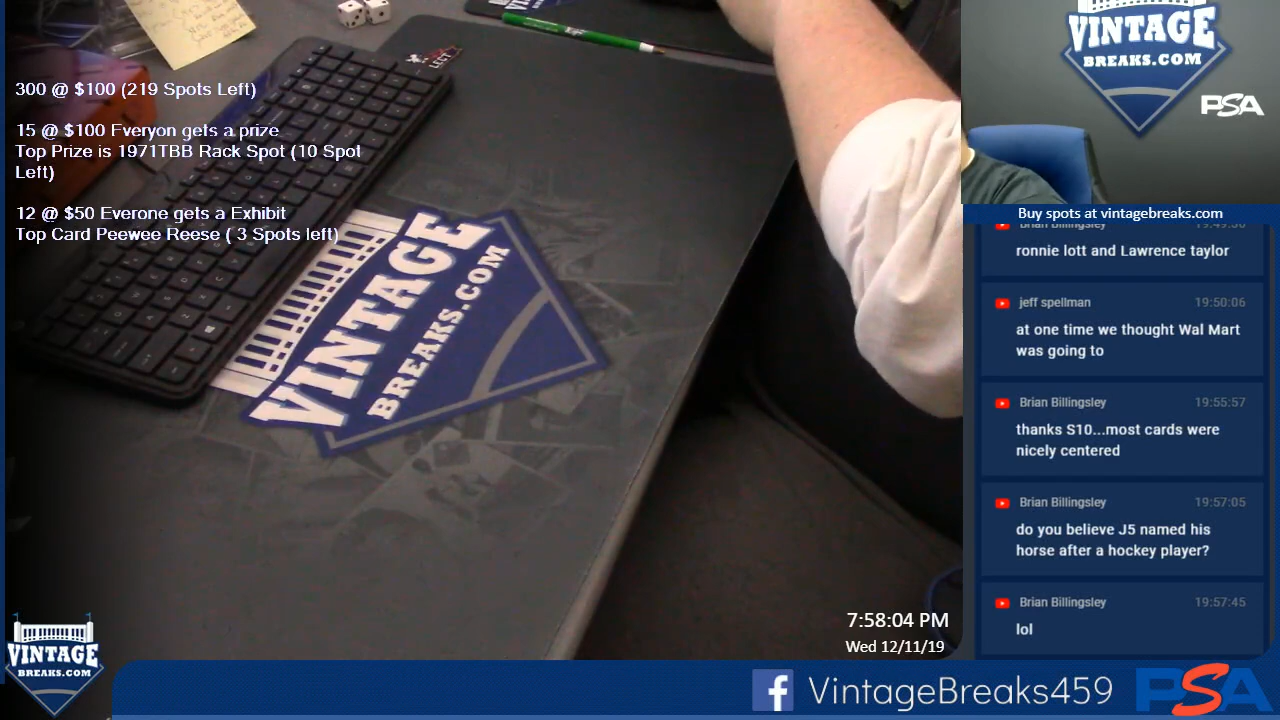 300 @ $100 (219 Spots Left)
15 @ $100 Everyon gets a prize
Top Prize is 1971TBB Rack Spot (10 Spot
Left)
12 @ $50 Everone gets a Exhibit
Top Card Peewee Reese ( 3 Spots left)
VINTAGE
BREAKS.COM
VINTAGE
BREAKS.COM
PSA
Buy spots at vintagebreaks.com
Brian Billingsley
ronnie lott and Lawrence taylor
jeff spellman 19:50:06
at one time we thought Wal Mart
was going to
Brian Billingsley 19:55:57
thanks S10...most cards were
nicely centered
Brian Billingsley 19:57:05
do you believe J5 named his
horse after a hockey player?
Brian Billingsley 19:57:45
lol
7:58:04 PM
Wed 12/11/19
VINTAGE
BREAKS.COM
f VintageBreaks459 PSA